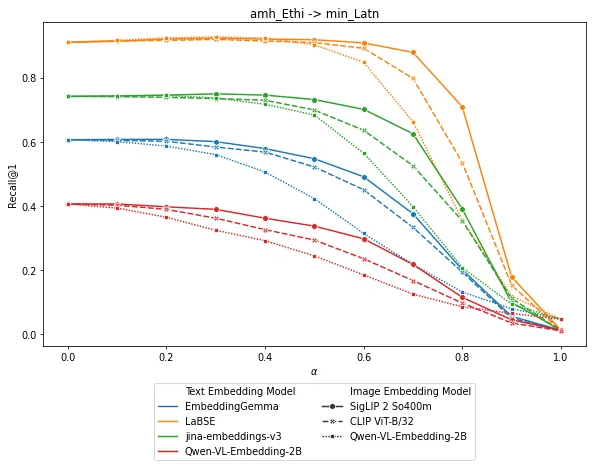 amh_Ethi -> min_Latn
Recall@1
0.8
0.6
0.4
0.2
0.0
0.0 0.2 0.4 0.6 0.8 1.0
α
Text Embedding Model
EmbeddingGemma
LaBSE
jina-embeddings-v3
Qwen-VL-Embedding-2B
Image Embedding Model
SigLIP 2 So400m
CLIP ViT-B/32
Qwen-VL-Embedding-2B